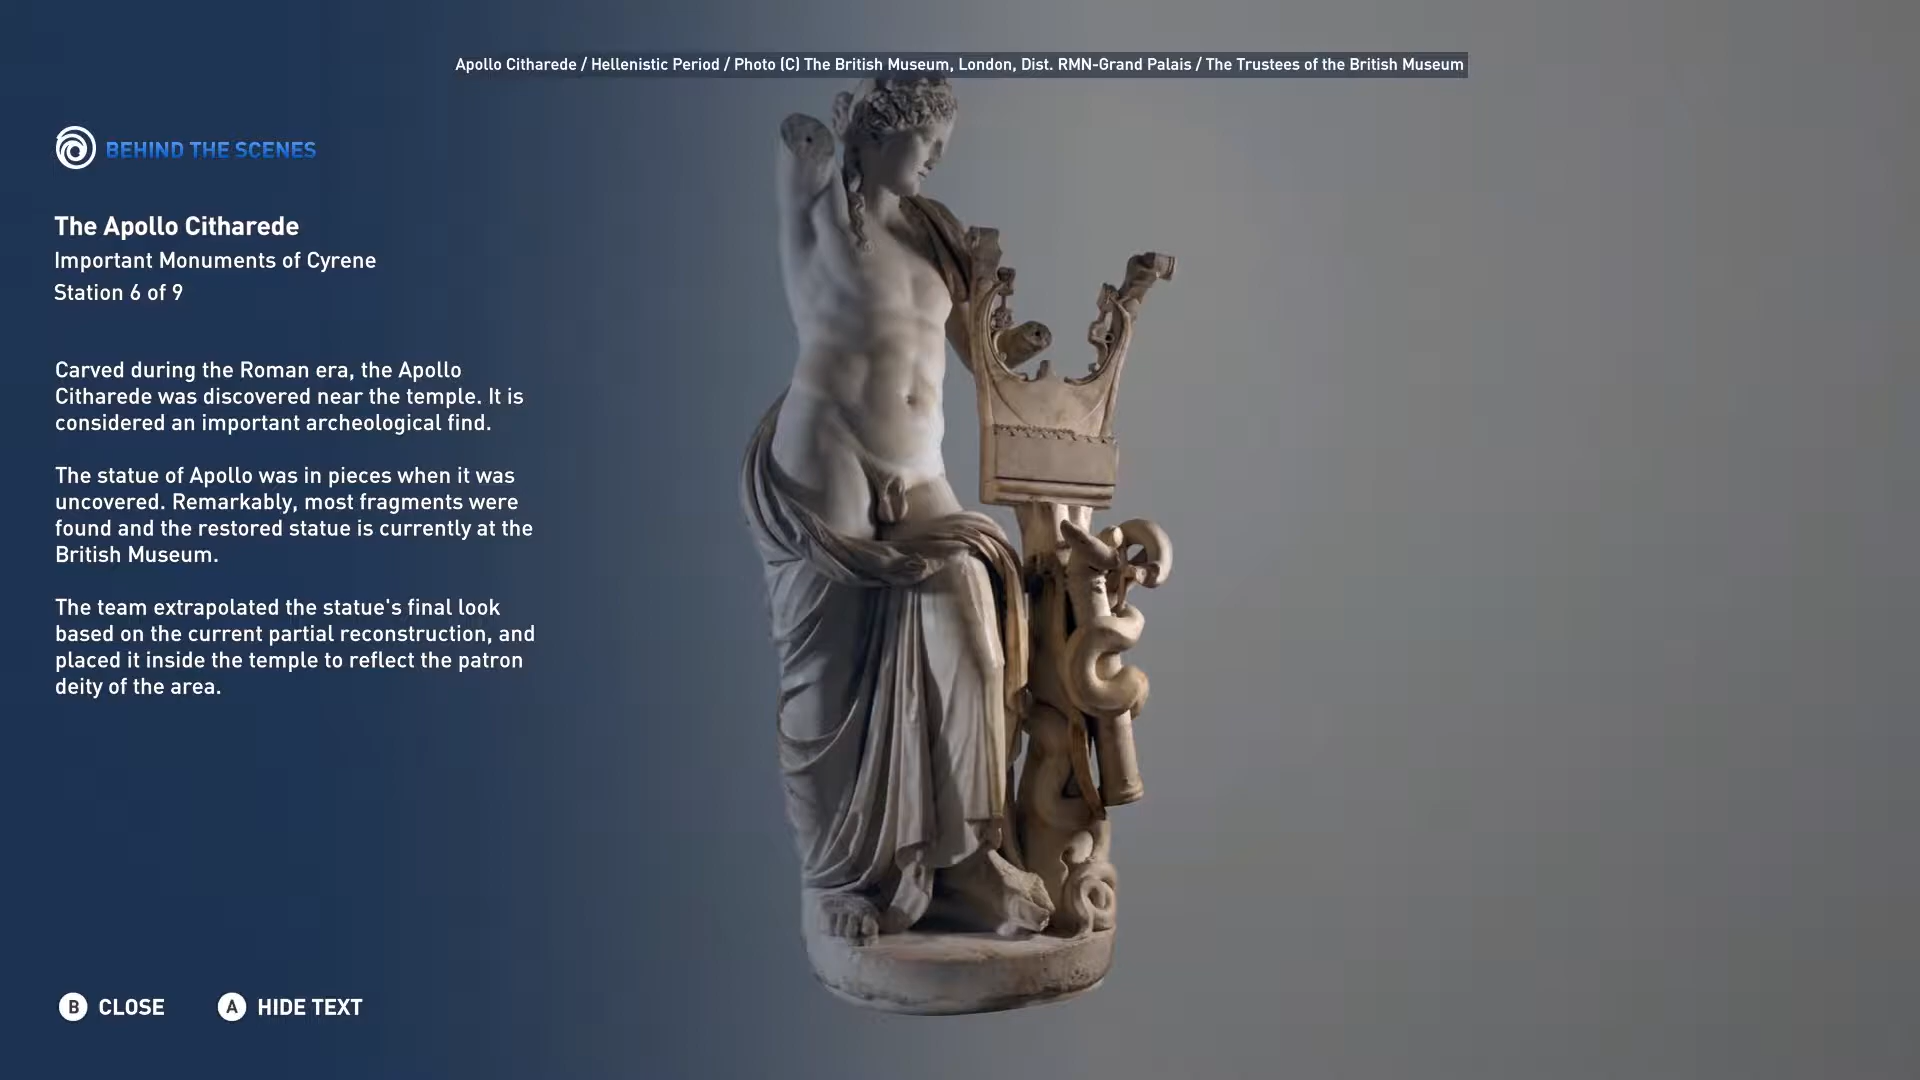 Apollo Citharede / Hellenistic Period / Photo (C) The British Museum, London, Dist. RMN-Grand Palais / The Trustees of the British Museum
BEHIND THE SCENES
The Apollo Citharede
Important Monuments of Cyrene
Station 6 of 9
Carved during the Roman era, the Apollo
Citharede was discovered near the temple. It is
considered an important archeological find.
The statue of Apollo was in pieces when it was
uncovered. Remarkably, most fragments were
found and the restored statue is currently at the
British Museum.
The team extrapolated the statue's final look
based on the current partial reconstruction, and
placed it inside the temple to reflect the patron
deity of the area.
B CLOSE A HIDE TEXT